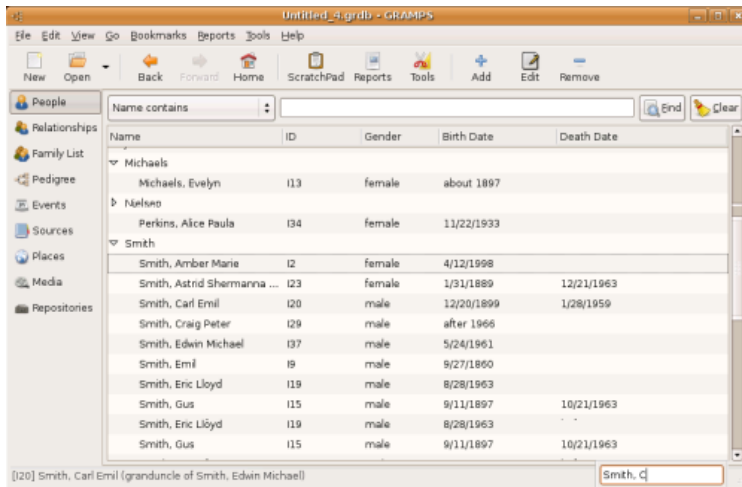 Untitled_4.grdb - GRAMPS
File Edit View Go Bookmarks Reports Tools Help
New Open Back Forward Home ScratchPad Reports Tools Add Edit Remove
People
Relationships
Family List
Pedigree
Events
Sources
Places
Media
Repositories
Name contains Find Clear
Name ID Gender Birth Date Death Date
Michaels
Michaels, Evelyn I13 female about 1897
Nielsen
Perkins, Alice Paula I34 female 11/22/1933
Smith
Smith, Amber Marie I2 female 4/12/1998
Smith, Astrid Shermanna ... I23 female 1/31/1889 12/21/1963
Smith, Carl Emil I20 male 12/20/1899 1/28/1959
Smith, Craig Peter I29 male after 1966
Smith, Edwin Michael I37 male 5/24/1961
Smith, Emil I9 male 9/27/1860
Smith, Eric Lloyd I19 male 8/28/1963
Smith, Gus I15 male 9/11/1897 10/21/1963
Smith, Eric Lloyd I19 male 8/28/1963
Smith, Gus I15 male 9/11/1897 10/21/1963
[I20] Smith, Carl Emil (granduncle of Smith, Edwin Michael) Smith, C